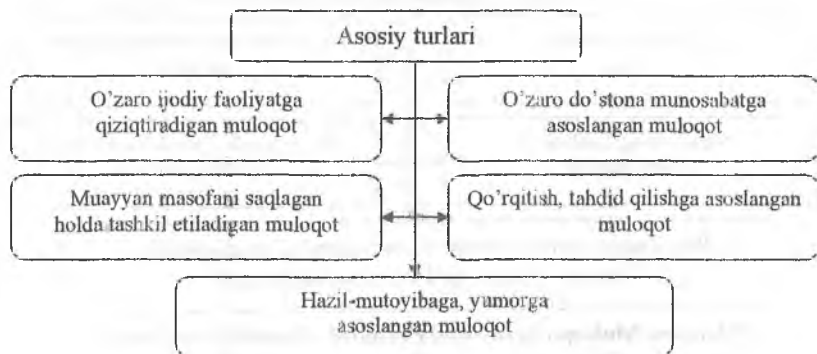 Asosiy turlari
O'zaro ijodiy faoliyatga
qiziqtiradigan muloqot
O'zaro do'stona munosabatga
asoslangan muloqot
Muayyan masofani saqlagan
holda tashkil etiladigan muloqot
Qo'rqitish, tahdid qilishga asoslangan
muloqot
Hazil-mutoyibaga, yumorga
asoslangan muloqot